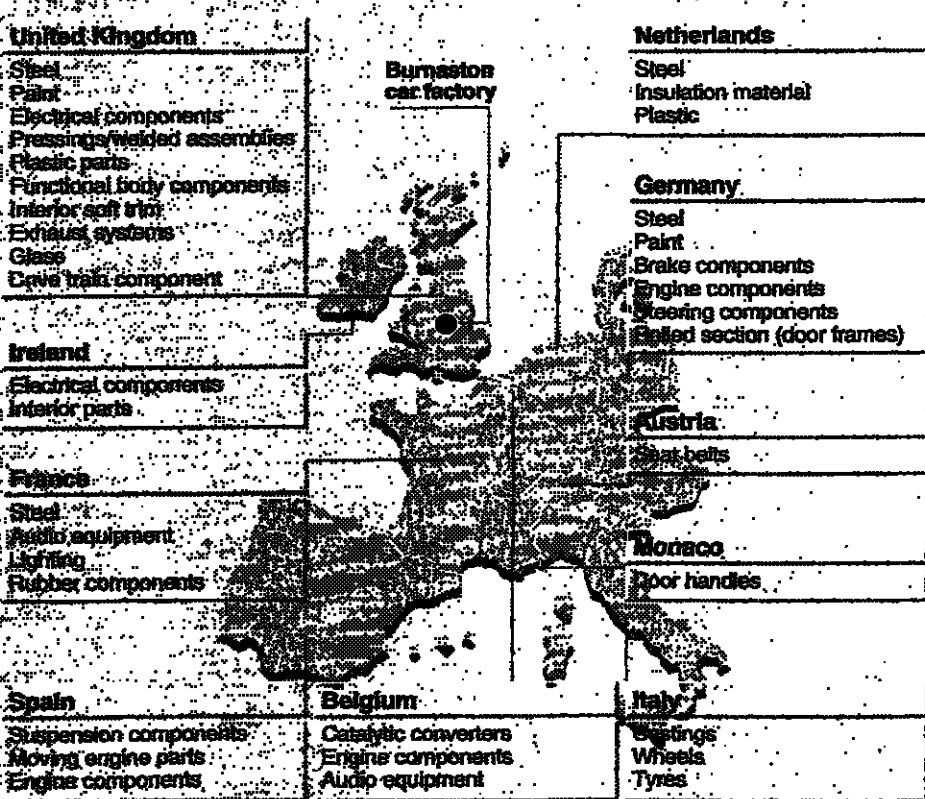 United Kingdom
Steel
Paint
Electrical components
Pressings/welded assemblies
Plastic parts
Functional body components
Interior soft trim
Exhaust systems
Glass
train component
Burnaston
car factory
Netherlands
Steel
Insulation material
Plastic
Germany
Steel
Paint
Brake components
Engine components
Steering components
Rolled section (door frames)
Ireland
Electrical components
Interior parts
Austria
Seat belts
France
Steel
Audio equipment
Lighting
Rubber components
Monaco
Door handles
Spain
Suspension components
Moving engine parts
Engine components
Belgium
Catalytic converters
Engine components
Audio equipment
Italy
Castings
Wheels
Tyres